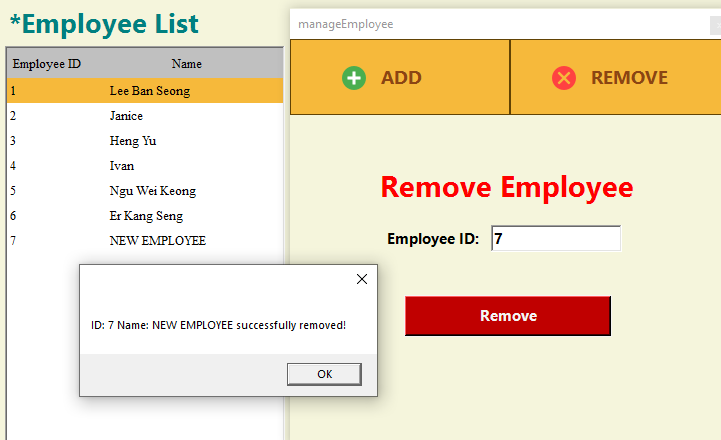 *Employee List
Employee ID Name
1 Lee Ban Seong
2 Janice
3 Heng Yu
4 Ivan
5 Ngu Wei Keong
6 Er Kang Seng
7 NEW EMPLOYEE
manageEmployee
ADD REMOVE
Remove Employee
Employee ID: 7
Remove
ID: 7 Name: NEW EMPLOYEE successfully removed!
OK